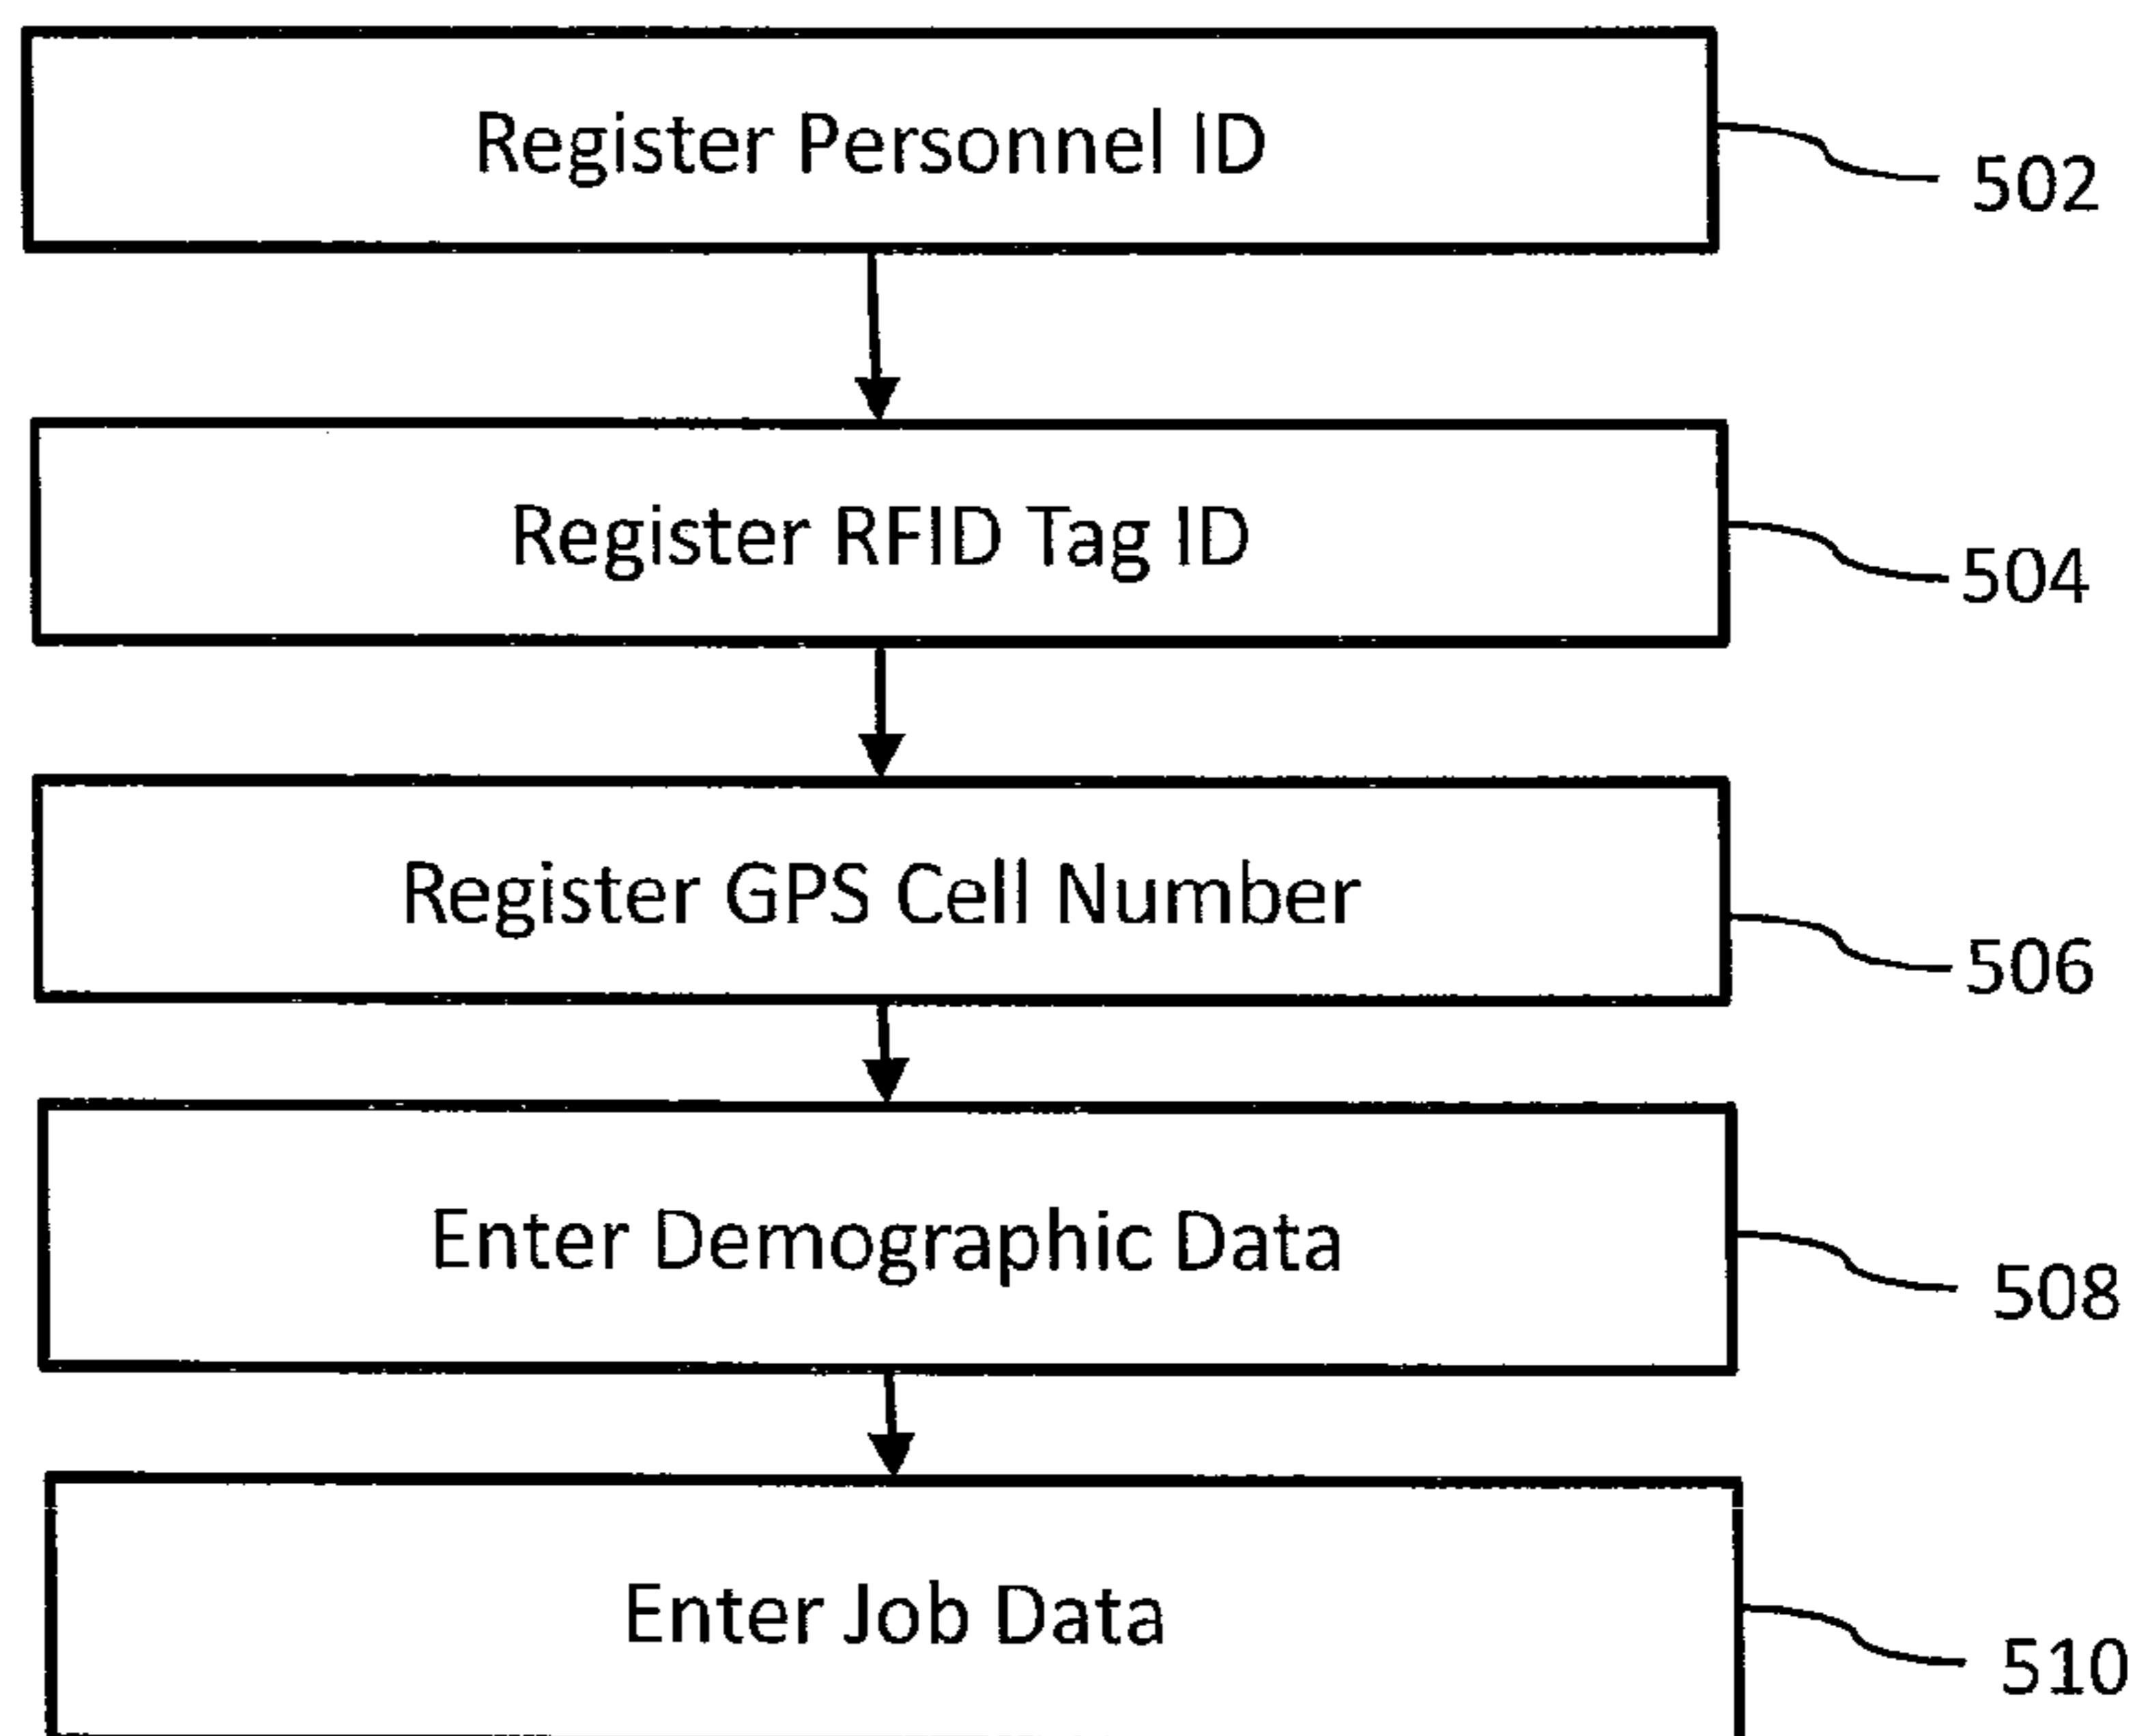 Register Personnel ID
502
Register RFID Tag ID
504
Register GPS Cell Number
506
Enter Demographic Data
508
Enter Job Data
510